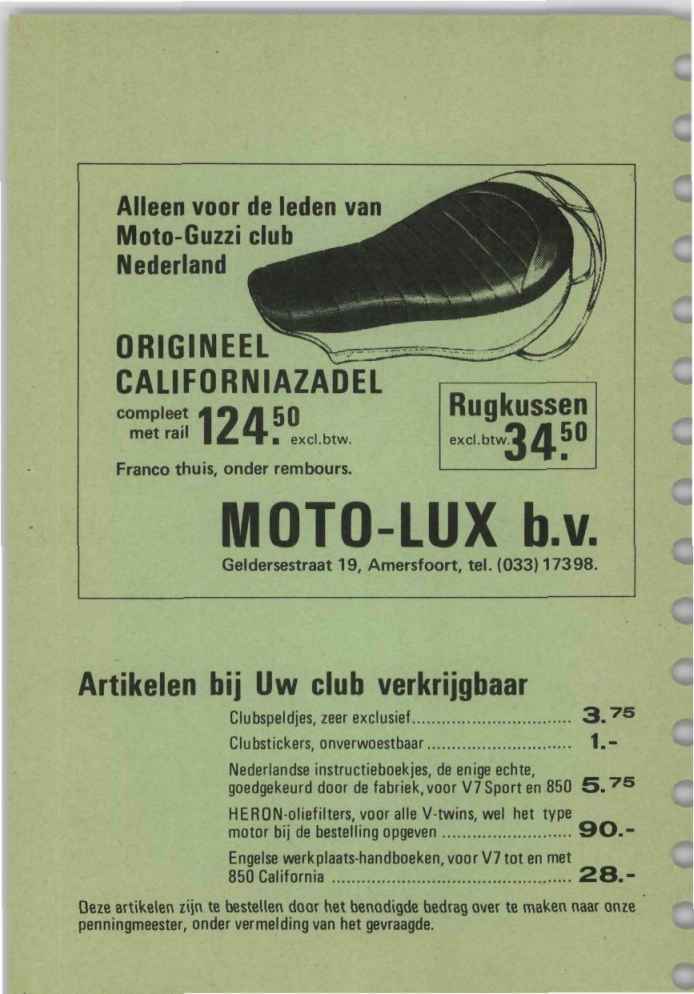 Alleen voor de leden van
Moto-Guzzi club
Nederland
ORIGINEEL
CALIFORNIAZADEL
compleet
met rail 124.50 excl.btw.
Franco thuis, onder rembours.
Rugkussen
excl.btw. 34.50
MOTO-LUX b.v.
Geldersestraat 19, Amersfoort, tel. (033) 17398.
Artikelen bij Uw club verkrijgbaar
Clubspeldjes, zeer exclusief................................ 3.75
Clubstickers, onverwoestbaar ............................. 1.-
Nederlandse instructieboekjes, de enige echte,
goedgekeurd door de fabriek, voor V7 Sport en 850 5.75
HERON-oliefilters, voor alle V-twins, wel het type
motor bij de bestelling opgeven .......................... 90.-
Engelse werkplaats-handboeken, voor V7 tot en met
850 California ................................................ 28.-
Deze artikelen zijn te bestellen door het benodigde bedrag over te maken naar onze
penningmeester, onder vermelding van het gevraagde.